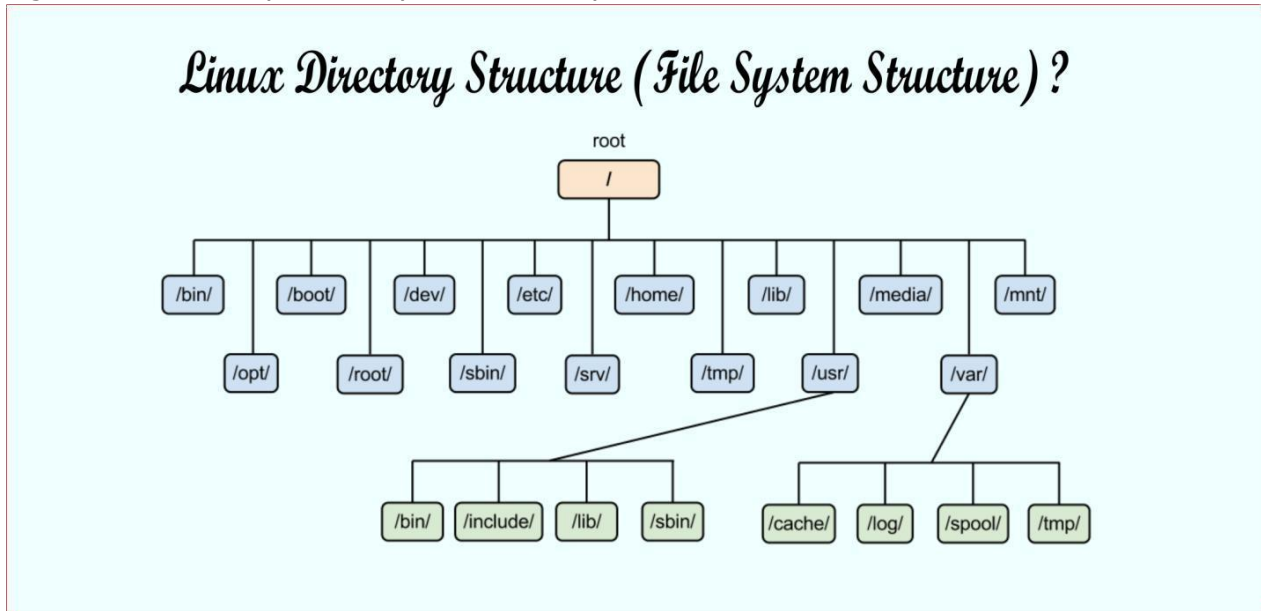 Linux Directory Structure (File System Structure) ?
root
/
/bin/ /boot/ /dev/ /etc/ /home/ /lib/ /media/ /mnt/
/opt/ /root/ /sbin/ /srv/ /tmp/ /usr/ /var/
/bin/ /include/ /lib/ /sbin/ /cache/ /log/ /spool/ /tmp/